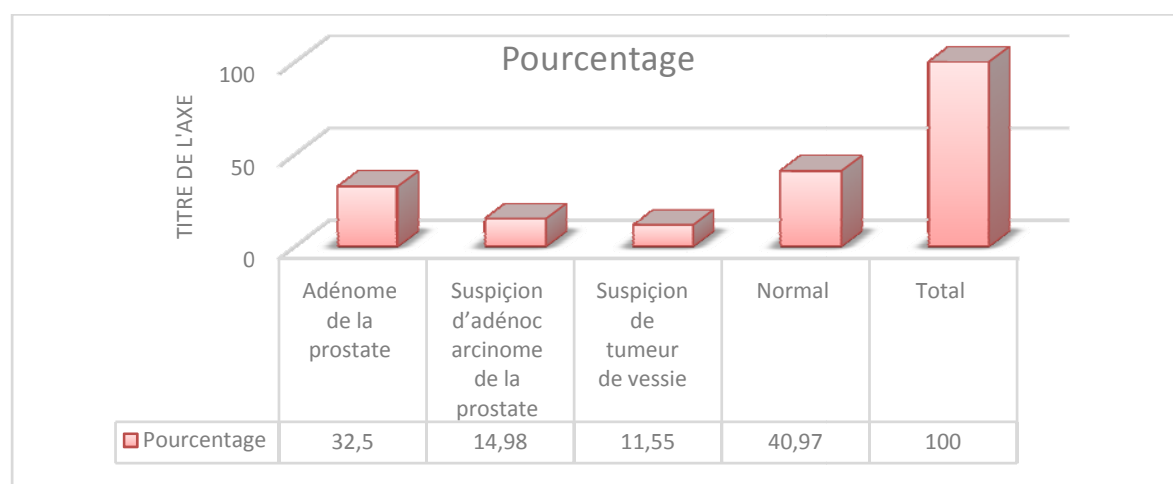 Pourcentage
TITRE DE L'AXE
100
50
0
Adénome
de la
prostate
Suspiçion
d’adénoc
arcinome
de la
prostate
Suspiçion
de
tumeur
de vessie
Normal
Total
Pourcentage 32,5 14,98 11,55 40,97 100